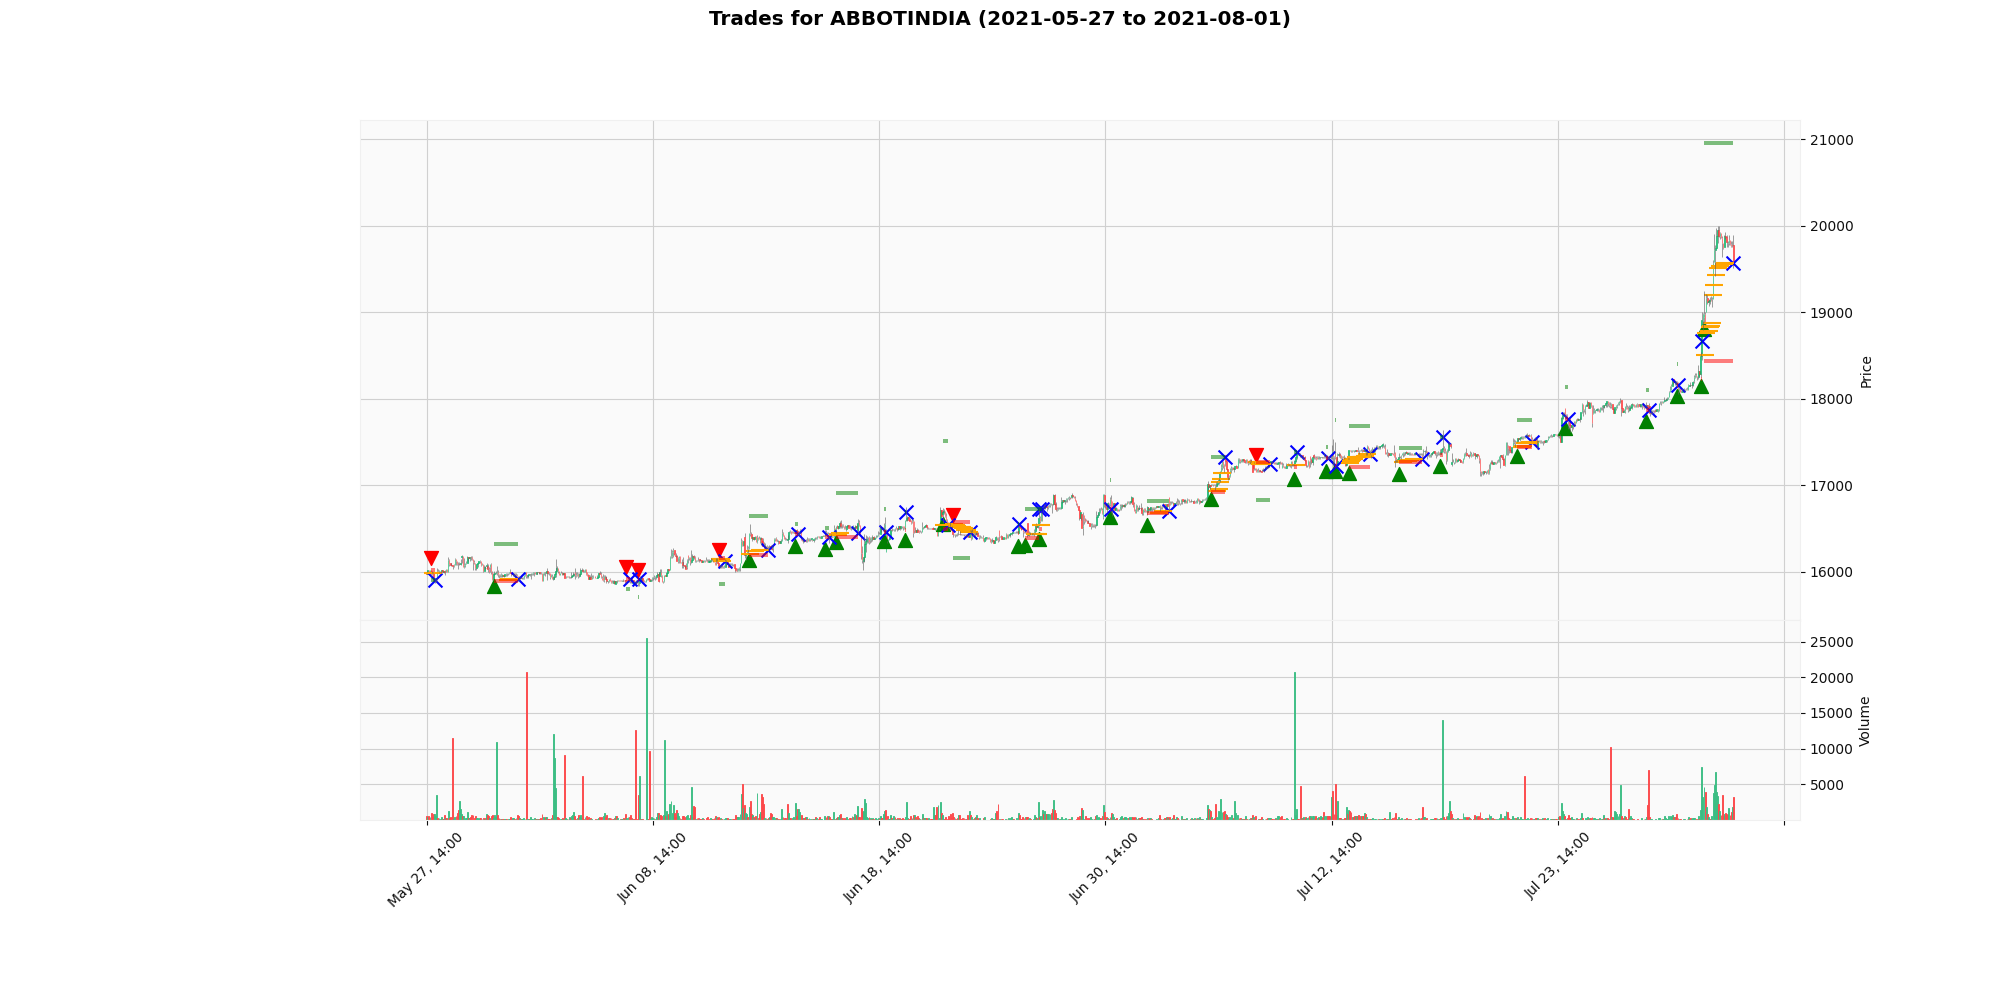 Trades for ABBOTINDIA (2021-05-27 to 2021-08-01)
21000
20000
19000
18000
17000
16000
Price
25000
20000
15000
10000
5000
Volume
May 27, 14:00
Jun 08, 14:00
Jun 18, 14:00
Jun 30, 14:00
Jul 12, 14:00
Jul 23, 14:00